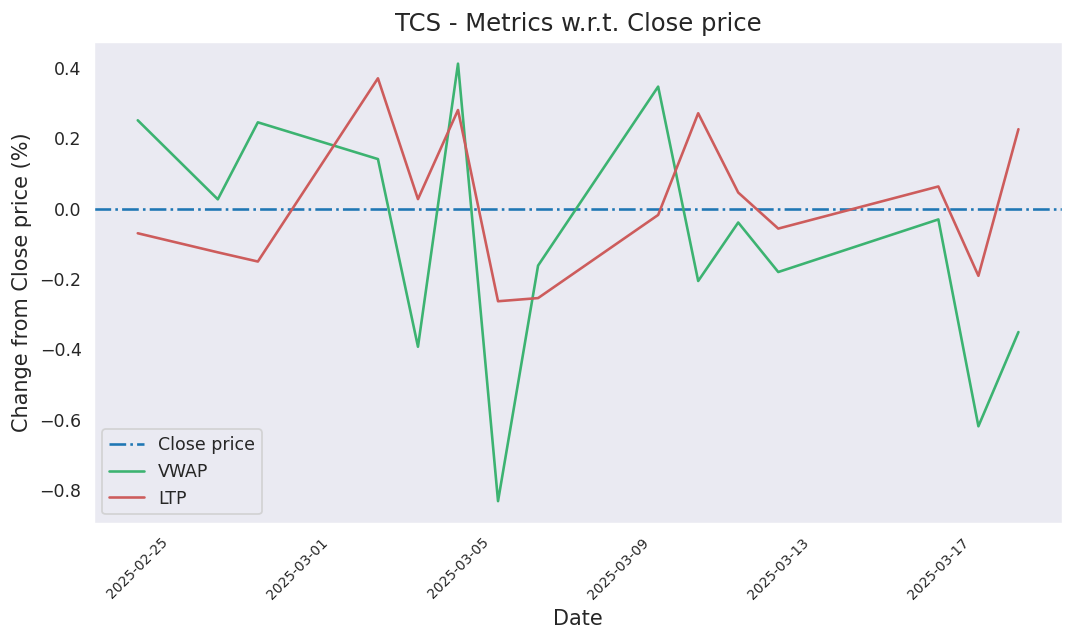 TCS - Metrics w.r.t. Close price
Change from Close price (%)
0.4
0.2
0.0
−0.2
−0.4
−0.6
−0.8
Close price
VWAP
LTP
2025-02-25
2025-03-01
2025-03-05
2025-03-09
2025-03-13
2025-03-17
Date